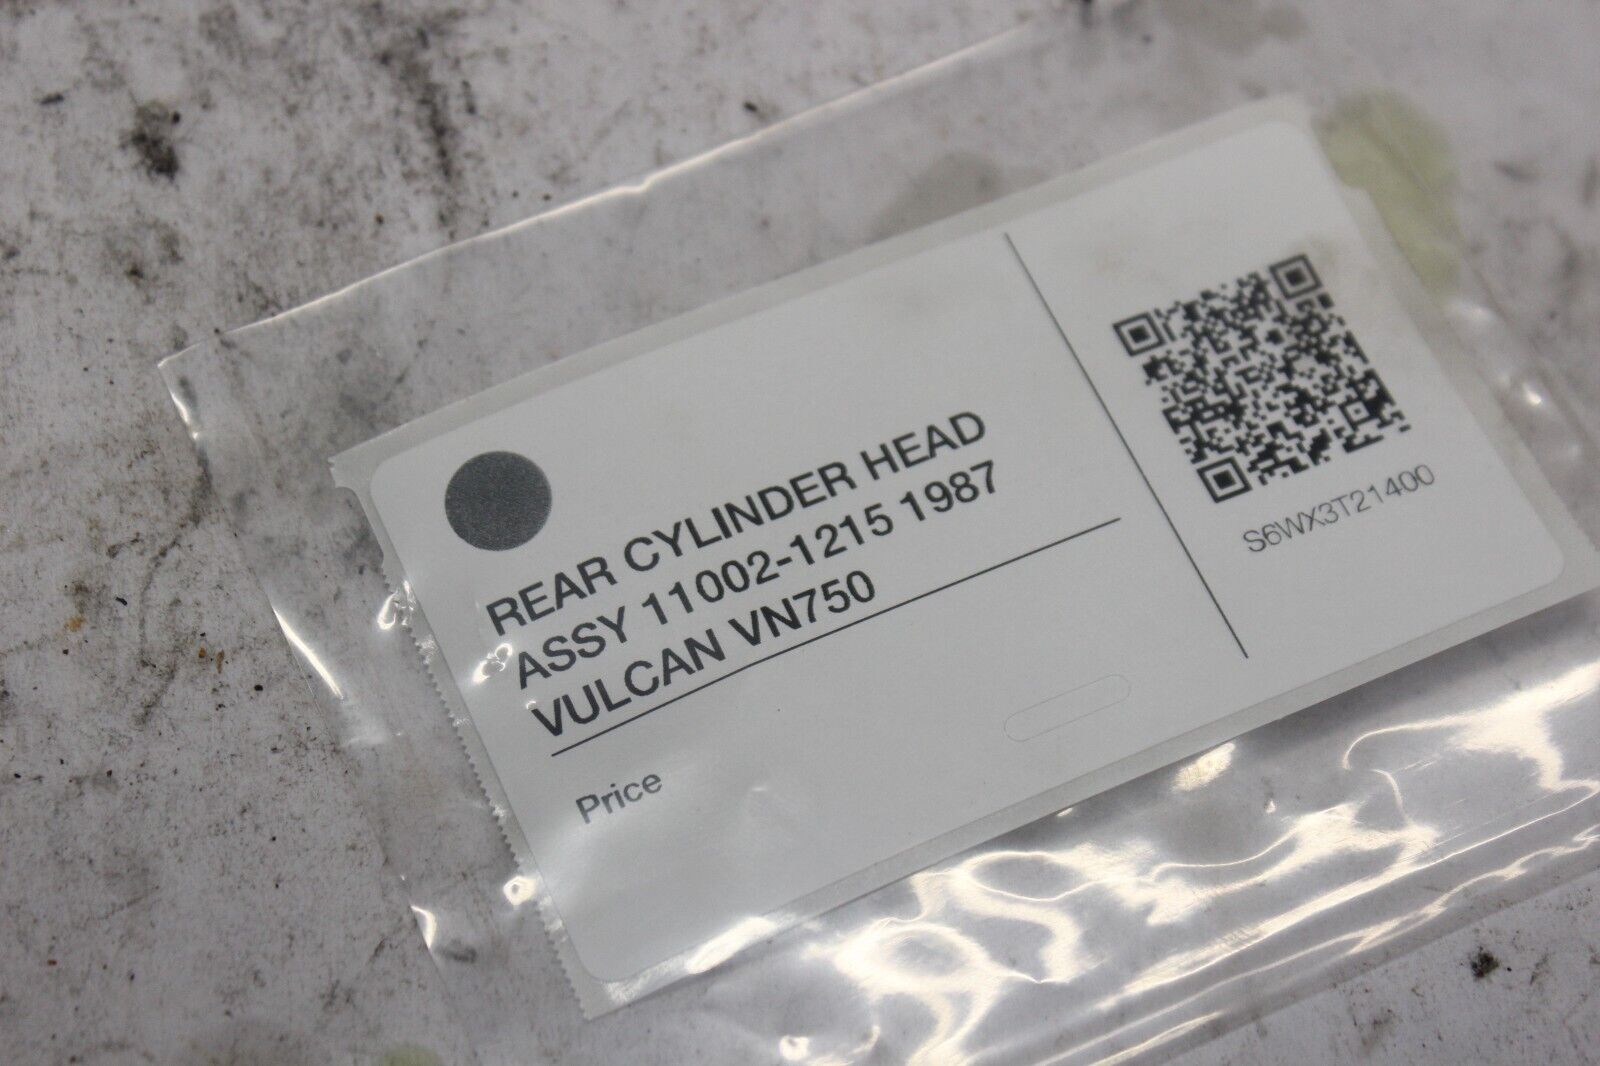 REAR CYLINDER HEAD
ASSY 11002-1215 1987
VULCAN VN750
Price
S6WX3T21400